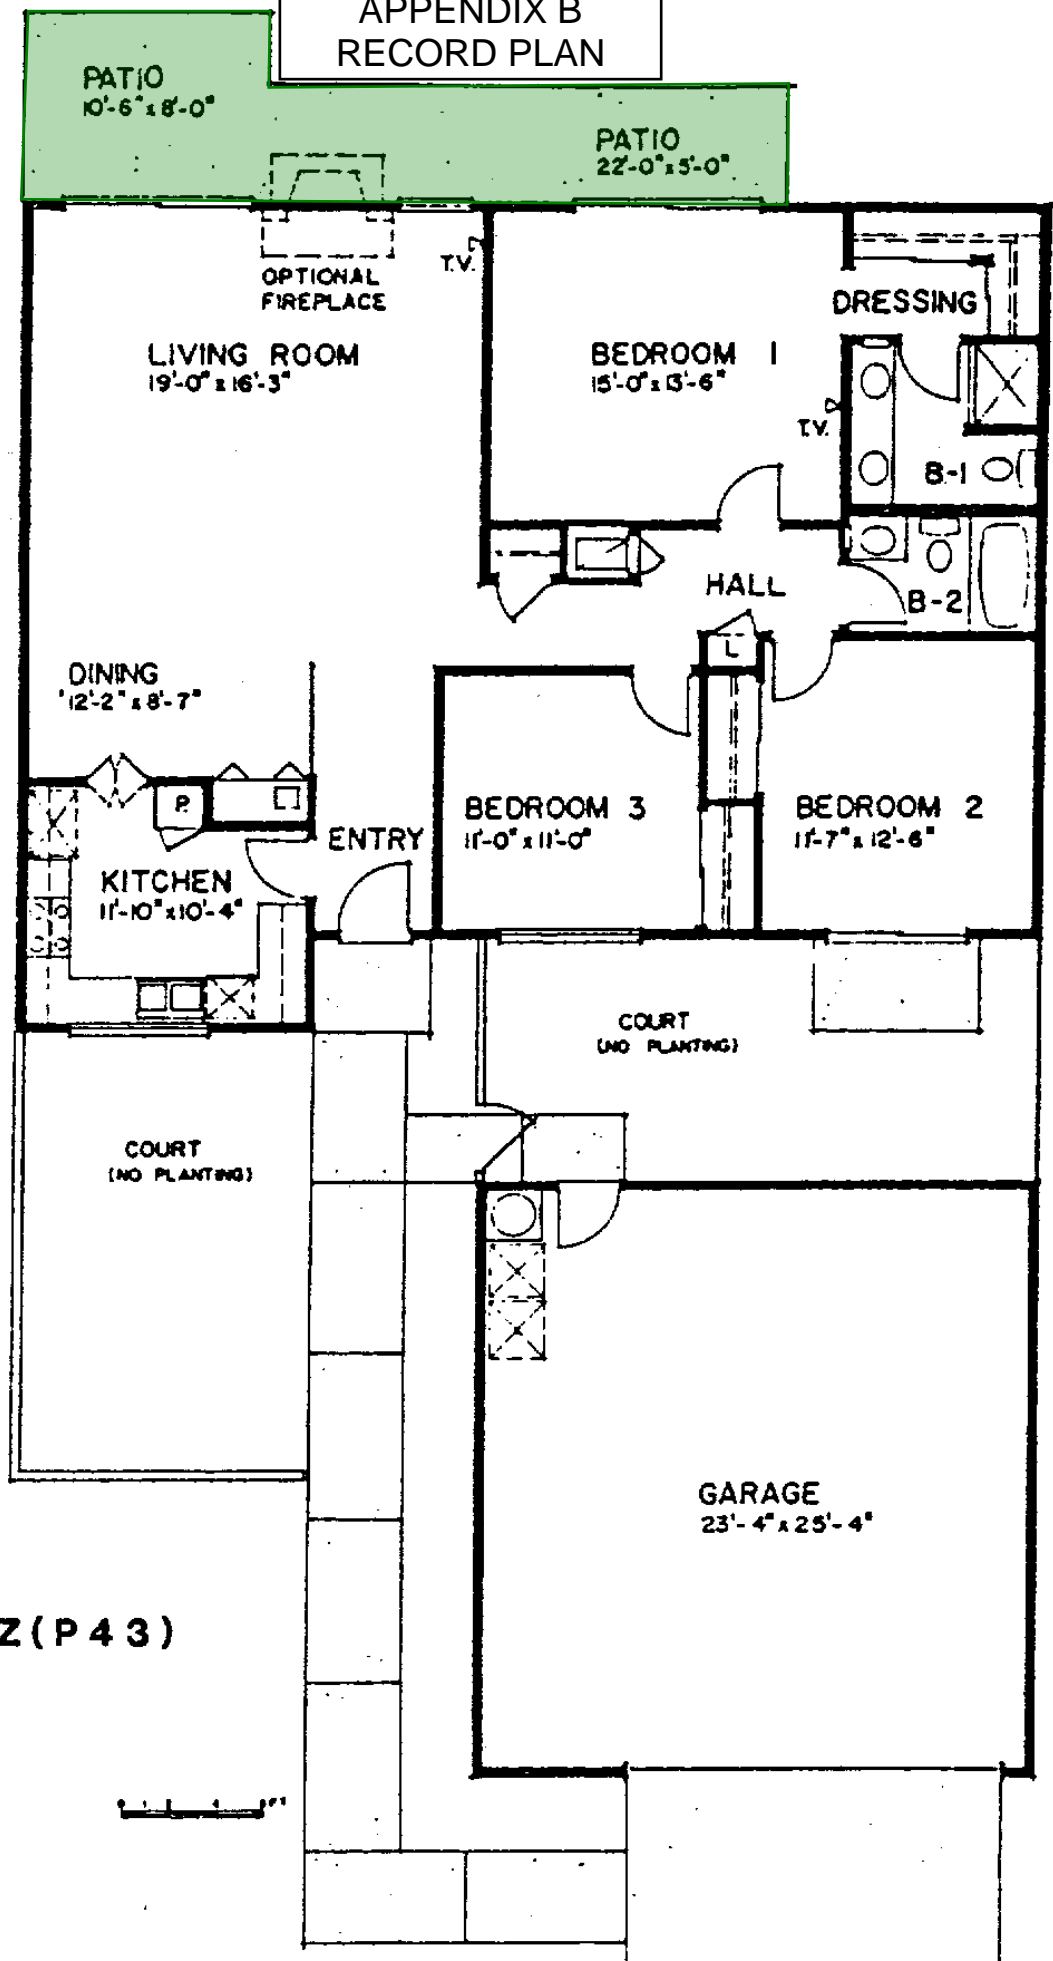 APPENDIX B
RECORD PLAN
PATIO
10'-6" x 8'-0"
PATIO
22'-0" x 5'-0"
T.V.
OPTIONAL
FIREPLACE
DRESSING
LIVING ROOM
19'-0" x 16'-3"
BEDROOM 1
15'-0" x 13'-6"
T.V.
B-1
HALL
B-2
L
DINING
12'-2" x 8'-7"
P.
BEDROOM 3
11'-0" x 11'-0"
BEDROOM 2
11'-7" x 12'-6"
ENTRY
KITCHEN
11'-10" x 10'-4"
COURT
(NO PLANTING)
COURT
(NO PLANTING)
GARAGE
23'-4" x 25'-4"
Z(P43)